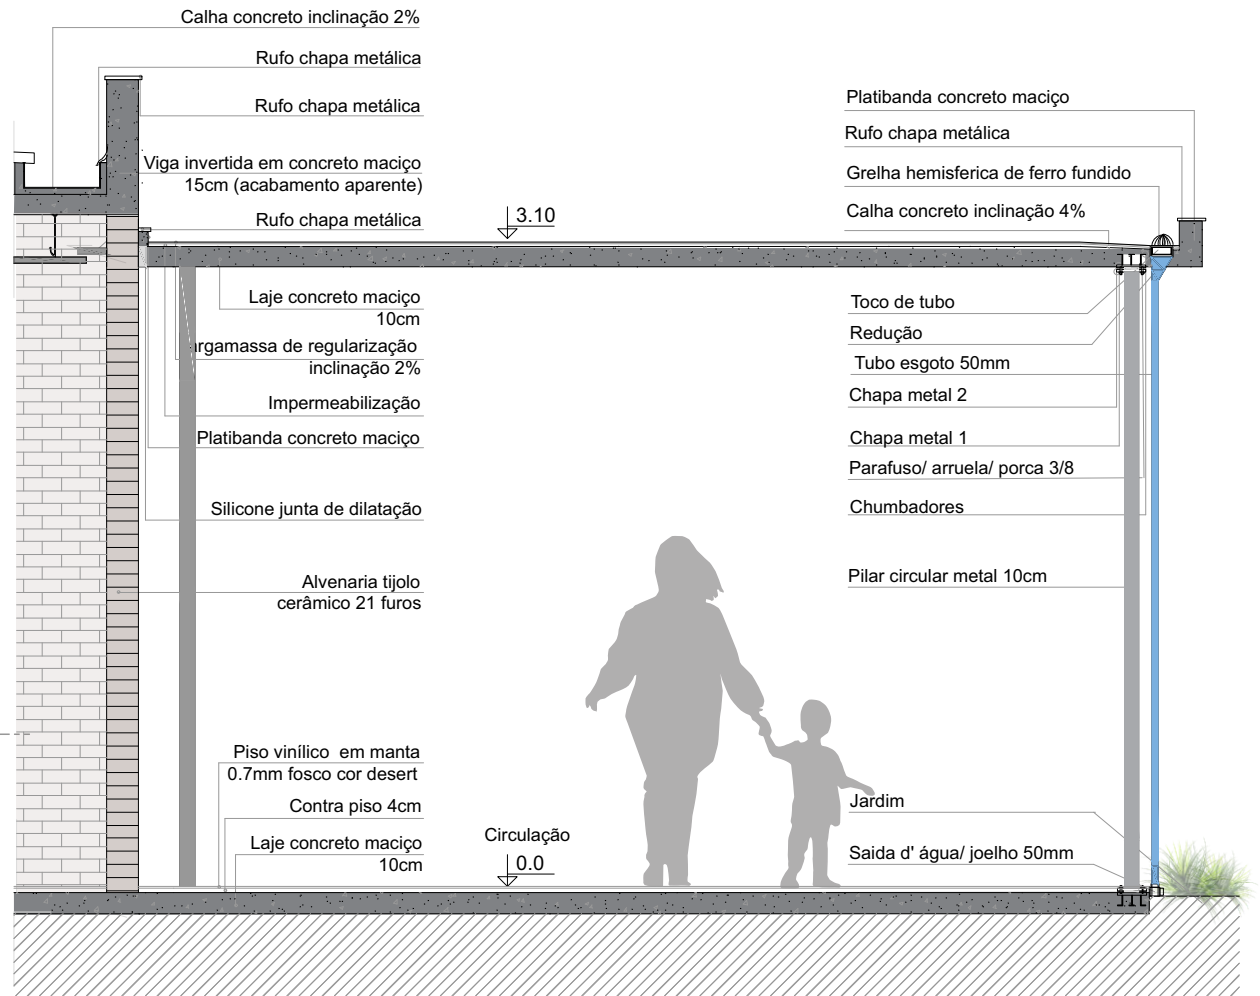 Calha concreto inclinação 2%
Rufo chapa metálica
Rufo chapa metálica
Viga invertida em concreto maciço
15cm (acabamento aparente)
Rufo chapa metálica
3.10
Laje concreto maciço
10cm
argamassa de regularização
inclinação 2%
Impermeabilização
Platibanda concreto maciço
Silicone junta de dilatação
Alvenaria tijolo
cerâmico 21 furos
Piso vinílico em manta
0.7mm fosco cor desert
Contra piso 4cm
Laje concreto maciço
10cm
Circulação
0.0
Platibanda concreto maciço
Rufo chapa metálica
Grelha hemisferica de ferro fundido
Calha concreto inclinação 4%
Toco de tubo
Redução
Tubo esgoto 50mm
Chapa metal 2
Chapa metal 1
Parafuso/ arruela/ porca 3/8
Chumbadores
Pilar circular metal 10cm
Jardim
Saida d' água/ joelho 50mm